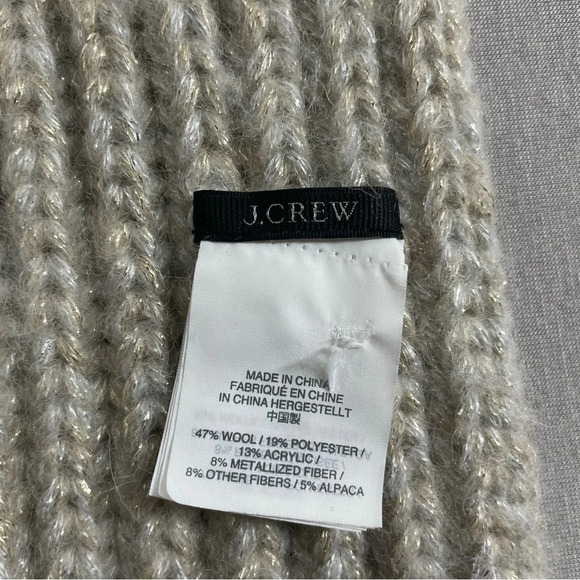 J.CREW
MADE IN CHINA
FABRIQUÉ EN CHINE
IN CHINA HERGESTELLT
中国製
47% WOOL / 19% POLYESTER /
13% ACRYLIC /
8% METALLIZED FIBER /
8% OTHER FIBERS / 5% ALPACA